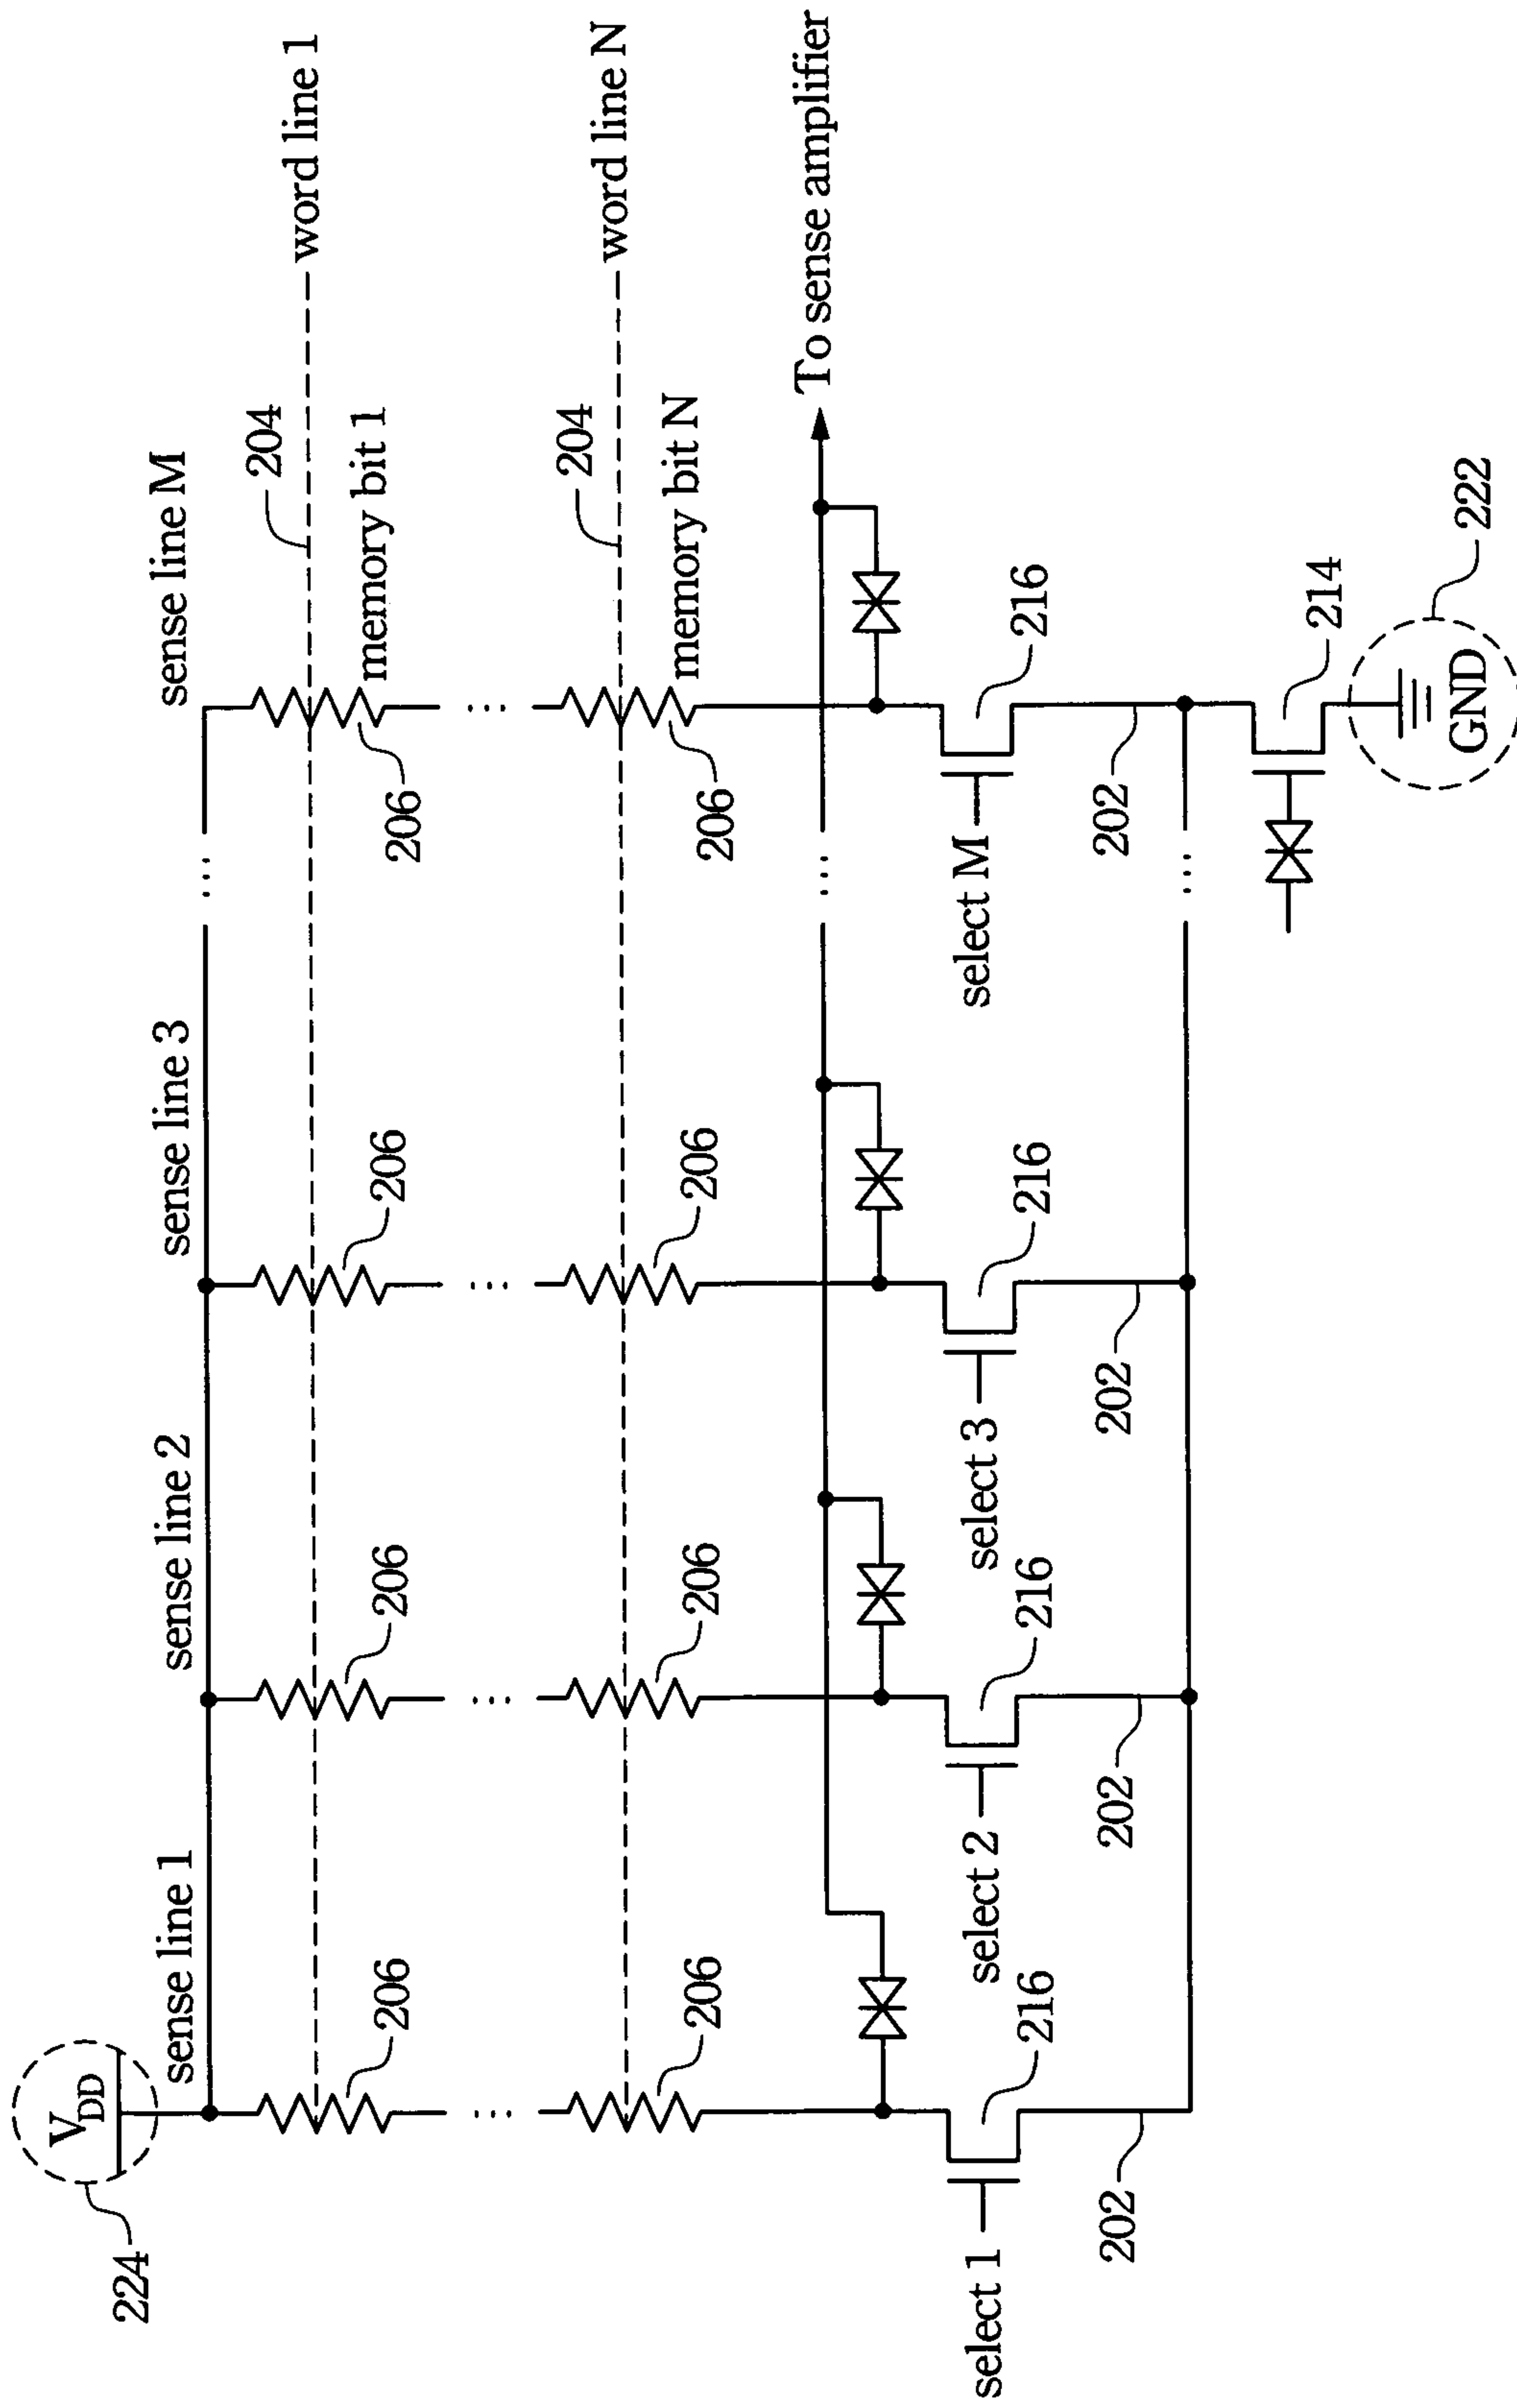 224
V DD
sense line 1
sense line 2
sense line 3
...
sense line M
204
word line 1
206
206
206
206
memory bit 1
...
...
...
...
204
word line N
206
206
206
206
memory bit N
...
To sense amplifier
select 1
216
select 2
216
select 3
216
select M
216
202
202
202
202
...
214
GND
222